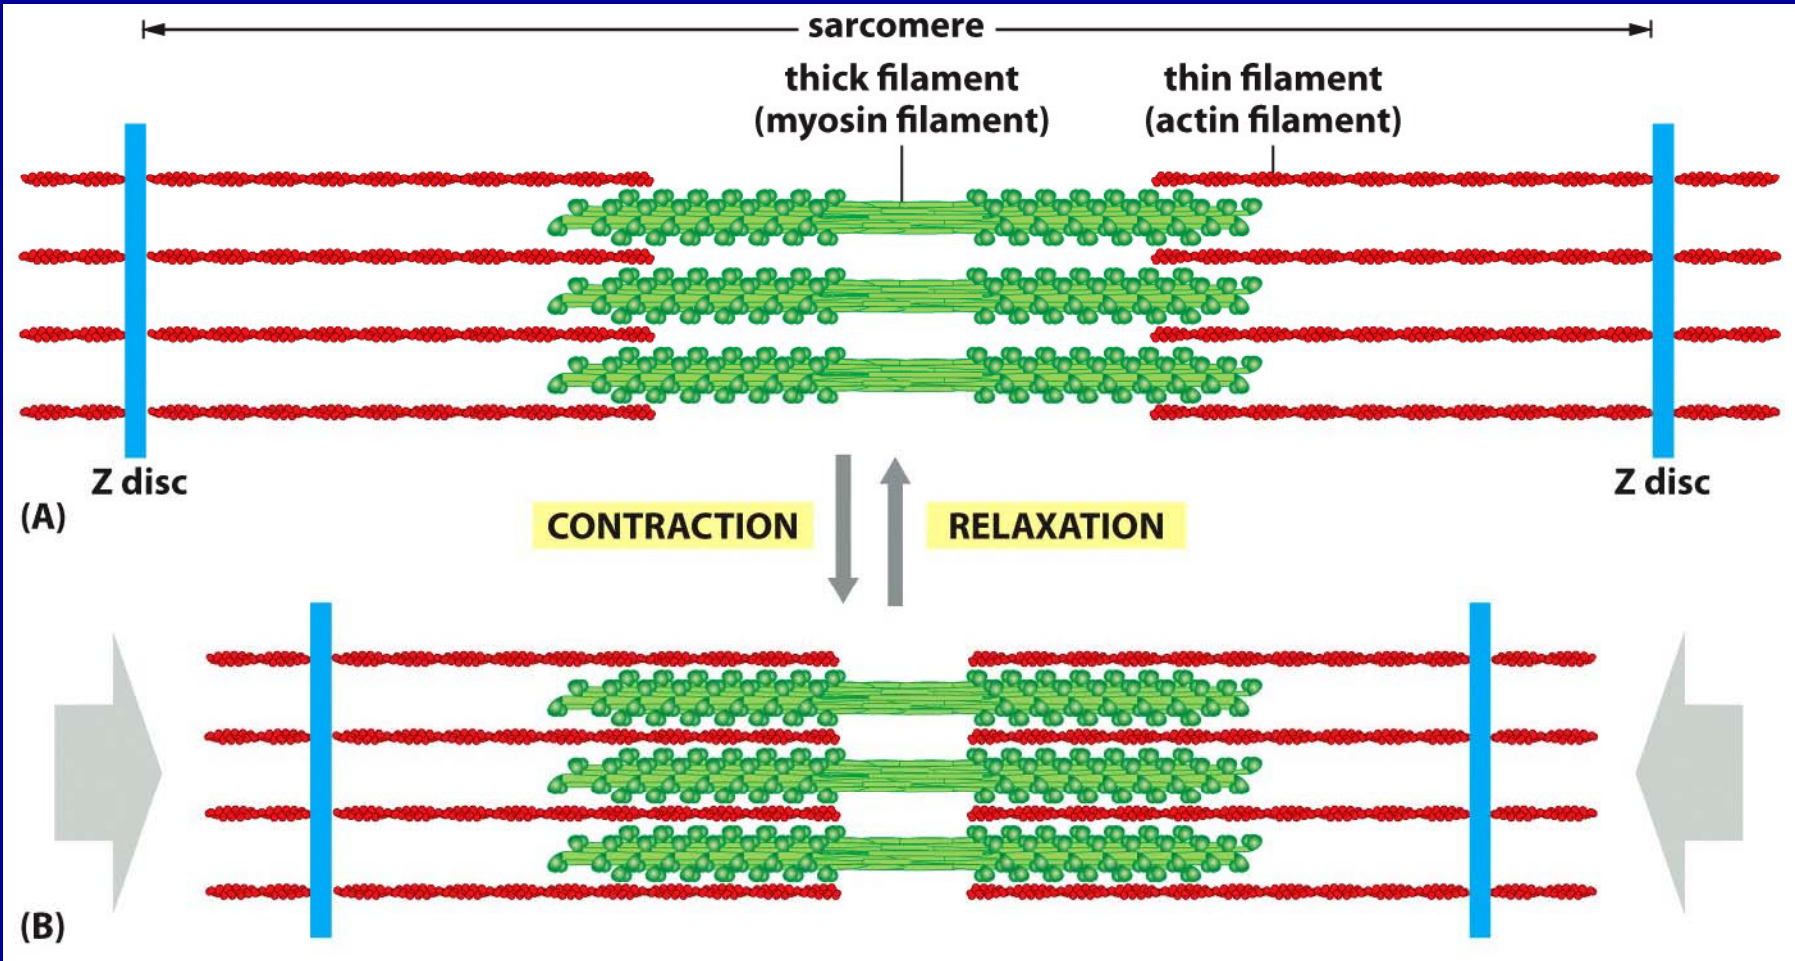 sarcomere
thick filament
(myosin filament)
thin filament
(actin filament)
Z disc
Z disc
(A)
CONTRACTION
RELAXATION
(B)